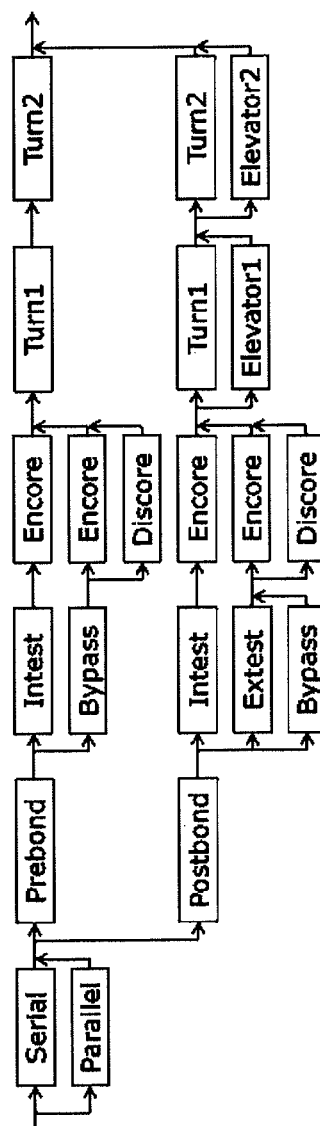 Serial
Parallel
Prebond
Postbond
Intest
Bypass
Encore
Encore
Discore
Turn1
Turn2
Intest
Extest
Bypass
Encore
Encore
Discore
Turn1
Elevator1
Turn2
Elevator2